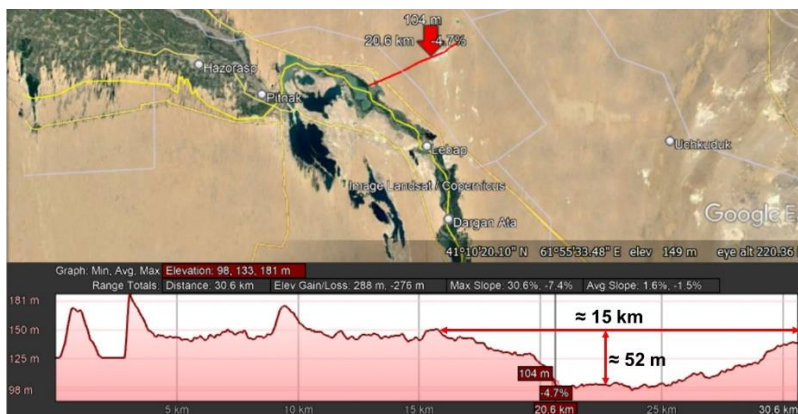 104 m
20.6 km -4.7%
Hazorasp
Pitnak
Lebap
Uchkuduk
Image Landsat / Copernicus
Dargan Ata
Google E
41°10'20.10" N 61°55'33.48" E elev 149 m eye alt 220.36
Graph: Min, Avg, Max Elevation: 98, 133, 181 m
Range Totals: Distance: 30.6 km Elev Gain/Loss: 288 m, -276 m Max Slope: 30.6%, -7.4% Avg Slope: 1.6%, -1.5%
181 m
≈ 15 km
150 m
≈ 52 m
125 m
104 m
98 m
-4.7%
5 km 10 km 15 km 20.6 km 25 km 30.6 km